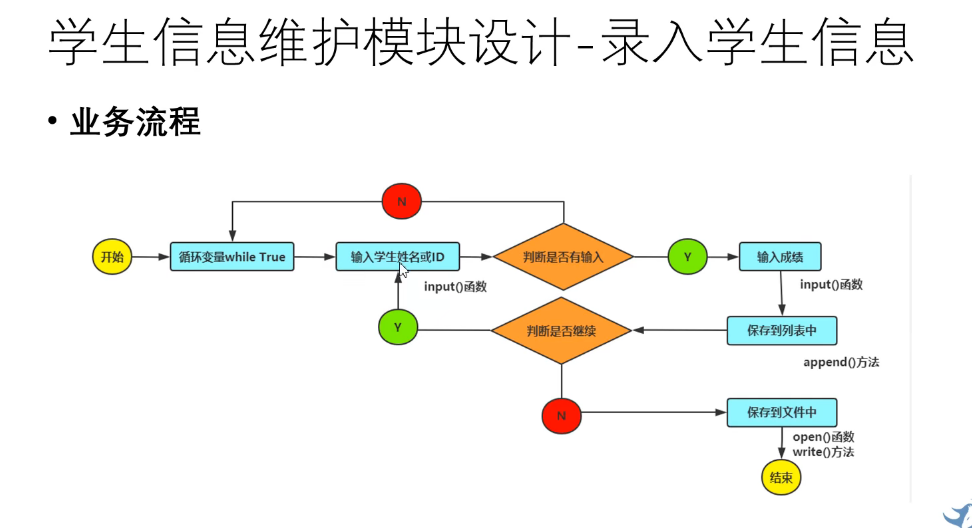 学生信息维护模块设计-录入学生信息
• 业务流程
N
开始
循环变量while True
输入学生姓名或ID
判断是否有输入
Y
输入成绩
input()函数
input()函数
Y
判断是否继续
保存到列表中
append()方法
N
保存到文件中
open()函数
write()方法
结束